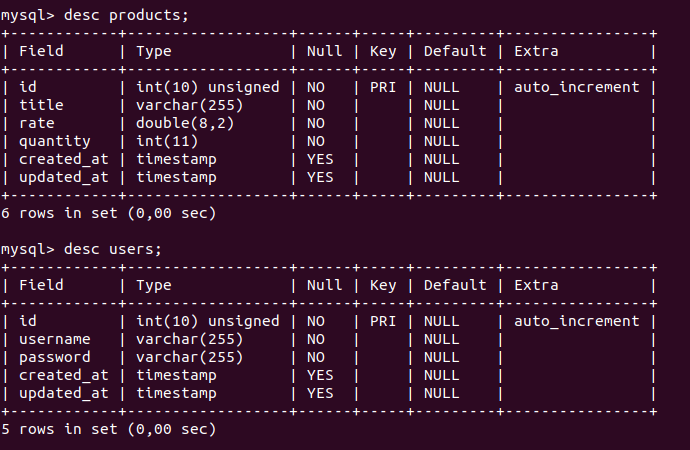 mysql> desc products;
+------------+------------------+------+-----+---------+----------------+
| Field      | Type             | Null | Key | Default | Extra          |
+------------+------------------+------+-----+---------+----------------+
| id         | int(10) unsigned | NO   | PRI | NULL    | auto_increment |
| title      | varchar(255)     | NO   |     | NULL    |                |
| rate       | double(8,2)      | NO   |     | NULL    |                |
| quantity   | int(11)          | NO   |     | NULL    |                |
| created_at | timestamp        | YES  |     | NULL    |                |
| updated_at | timestamp        | YES  |     | NULL    |                |
+------------+------------------+------+-----+---------+----------------+
6 rows in set (0,00 sec)

mysql> desc users;
+------------+------------------+------+-----+---------+----------------+
| Field      | Type             | Null | Key | Default | Extra          |
+------------+------------------+------+-----+---------+----------------+
| id         | int(10) unsigned | NO   | PRI | NULL    | auto_increment |
| username   | varchar(255)     | NO   |     | NULL    |                |
| password   | varchar(255)     | NO   |     | NULL    |                |
| created_at | timestamp        | YES  |     | NULL    |                |
| updated_at | timestamp        | YES  |     | NULL    |                |
+------------+------------------+------+-----+---------+----------------+
5 rows in set (0,00 sec)